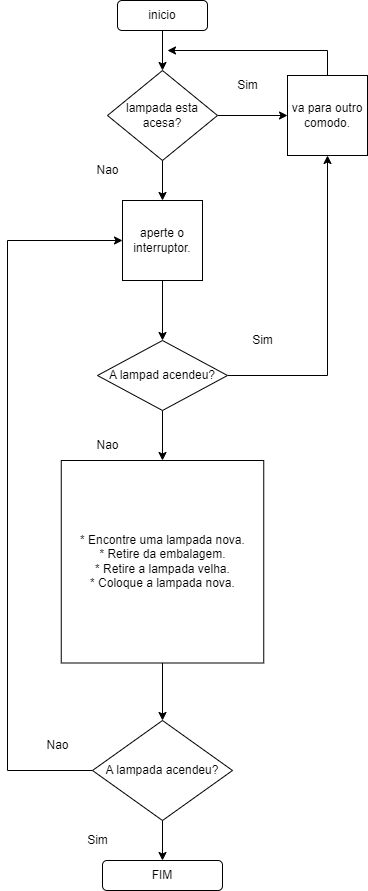 inicio
lampada esta
acesa?
Sim
va para outro
comodo.
Nao
aperte o
interruptor.
Sim
A lampad acendeu?
Nao
* Encontre uma lampada nova.
* Retire da embalagem.
* Retire a lampada velha.
* Coloque a lampada nova.
Nao
A lampada acendeu?
Sim
FIM